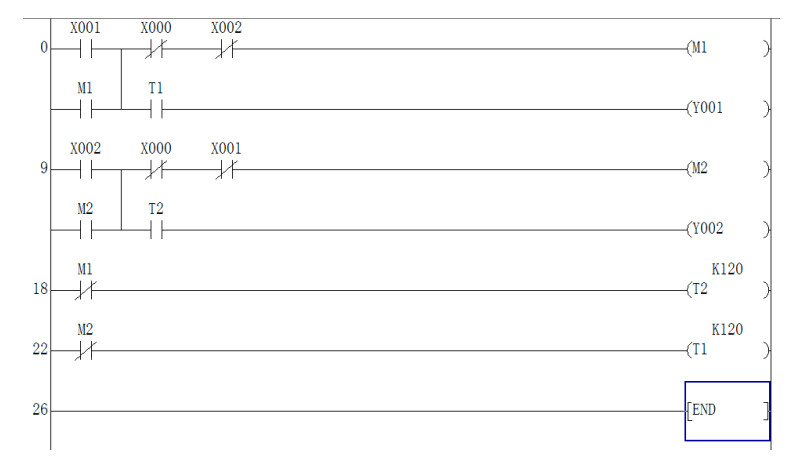 X001 X000 X002
0 (M1 )
M1 T1
(Y001 )
X002 X000 X001
9 (M2 )
M2 T2
(Y002 )
M1 K120
18 (T2 )
M2 K120
22 (T1 )
26 [END ]